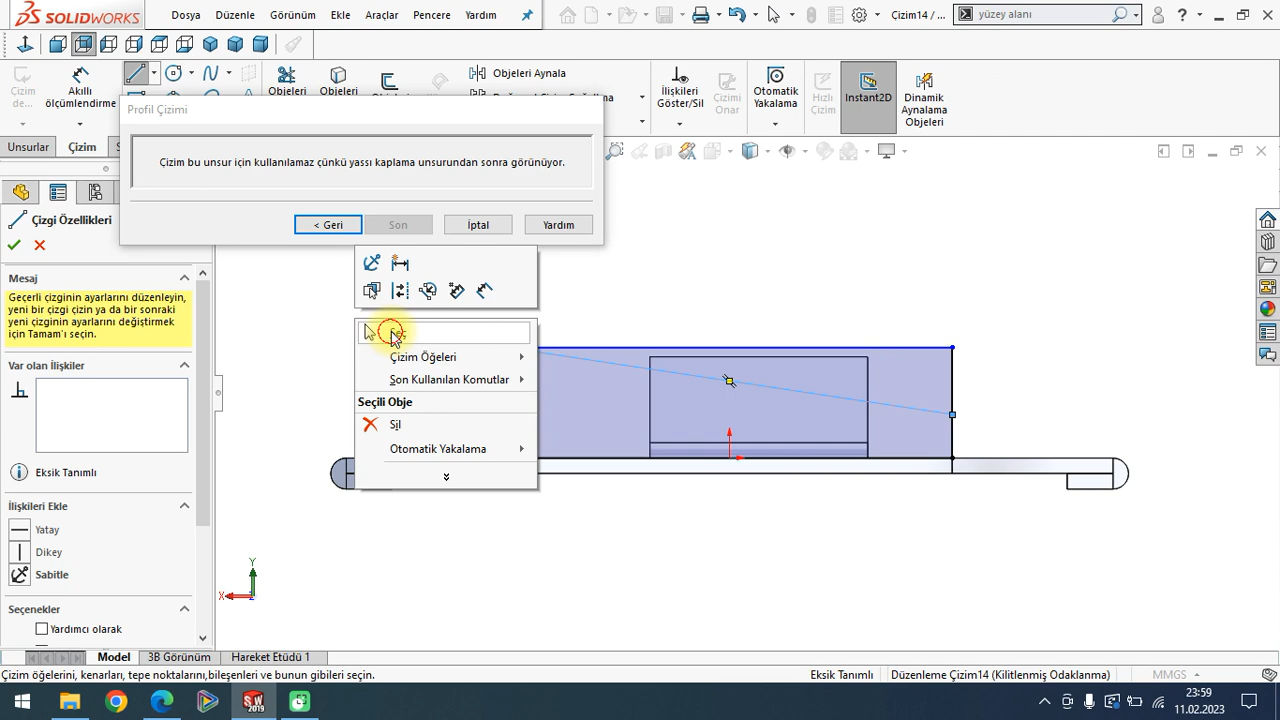 SOLIDWORKS
Dosya Düzenle Görünüm Ekle Araçlar Pencere Yardım
Çizim14 /
yüzey alanı
Çizim de...
Akıllı ölçümlendirme
Objeleri
Objeleri
Objeleri Aynala
İlişkileri Göster/Sil
Çizimi Onar
Otomatik Yakalama
Hızlı Çizim
Instant2D
Dinamik Aynalama Objeleri
Unsurlar Çizim
Profil Çizimi
Çizim bu unsur için kullanılamaz çünkü yassı kaplama unsurundan sonra görünüyor.
< Geri Son İptal Yardım
Çizgi Özellikleri
Mesaj
Geçerli çizginin ayarlarını düzenleyin,
yeni bir çizgi çizin ya da bir sonraki
yeni çizginin ayarlarını değiştirmek
için Tamam'ı seçin.
Var olan İlişkiler
Eksik Tanımlı
İlişkileri Ekle
Yatay
Dikey
Sabitle
Seçenekler
Yardımcı olarak
Çizim Öğeleri
Son Kullanılan Komutlar
Seçili Obje
Sil
Otomatik Yakalama
Y
X
Z
Model 3B Görünüm Hareket Etüdü 1
Çizim öğelerini, kenarları, tepe noktalarını,bileşenleri ve bunun gibileri seçin.
Eksik Tanımlı
Düzenleme Çizim14 (Kilitlenmiş Odaklanma)
MMGS
SW
2019
23:59
11.02.2023